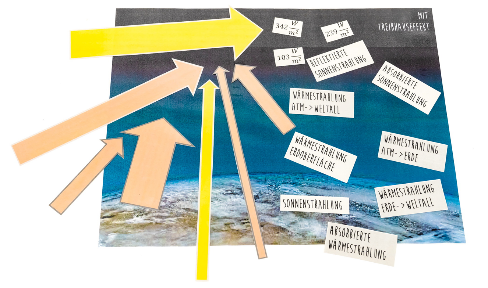 MIT
TREIBHAUSEFFEKT
342 W/m²
239 W/m²
103 W/m²
REFLEKTIERTE
SONNENSTRAHLUNG
ABSORBIERTE
SONNENSTRAHLUNG
WÄRMESTRAHLUNG
ATM-> WELTALL
WÄRMESTRAHLUNG
ERDOBERFLÄCHE
WÄRMESTRAHLUNG
ATM-> ERDE
WÄRMESTRAHLUNG
ERDE-> WELTALL
SONNENSTRAHLUNG
ABSORBIERTE
WÄRMESTRAHLUNG